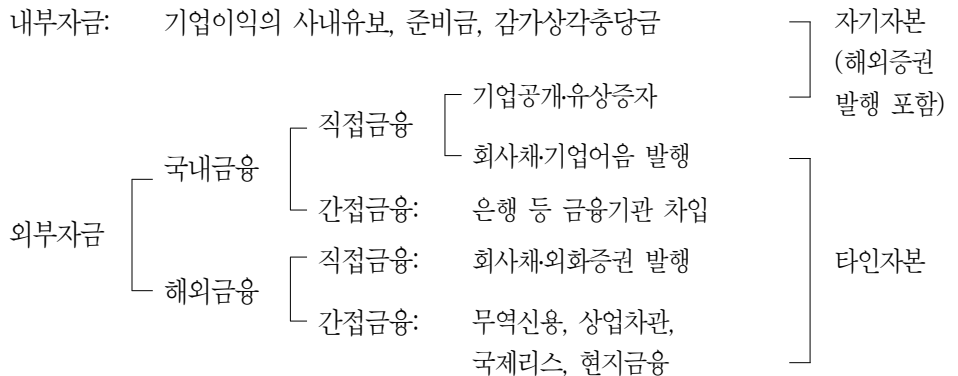 내부자금: 기업이익의 사내유보, 준비금, 감가상각충당금
자기자본
(해외증권
발행 포함)
외부자금
국내금융
직접금융
기업공개·유상증자
회사채·기업어음 발행
간접금융: 은행 등 금융기관 차입
해외금융
직접금융: 회사채·외화증권 발행
간접금융: 무역신용, 상업차관,
국제리스, 현지금융
타인자본